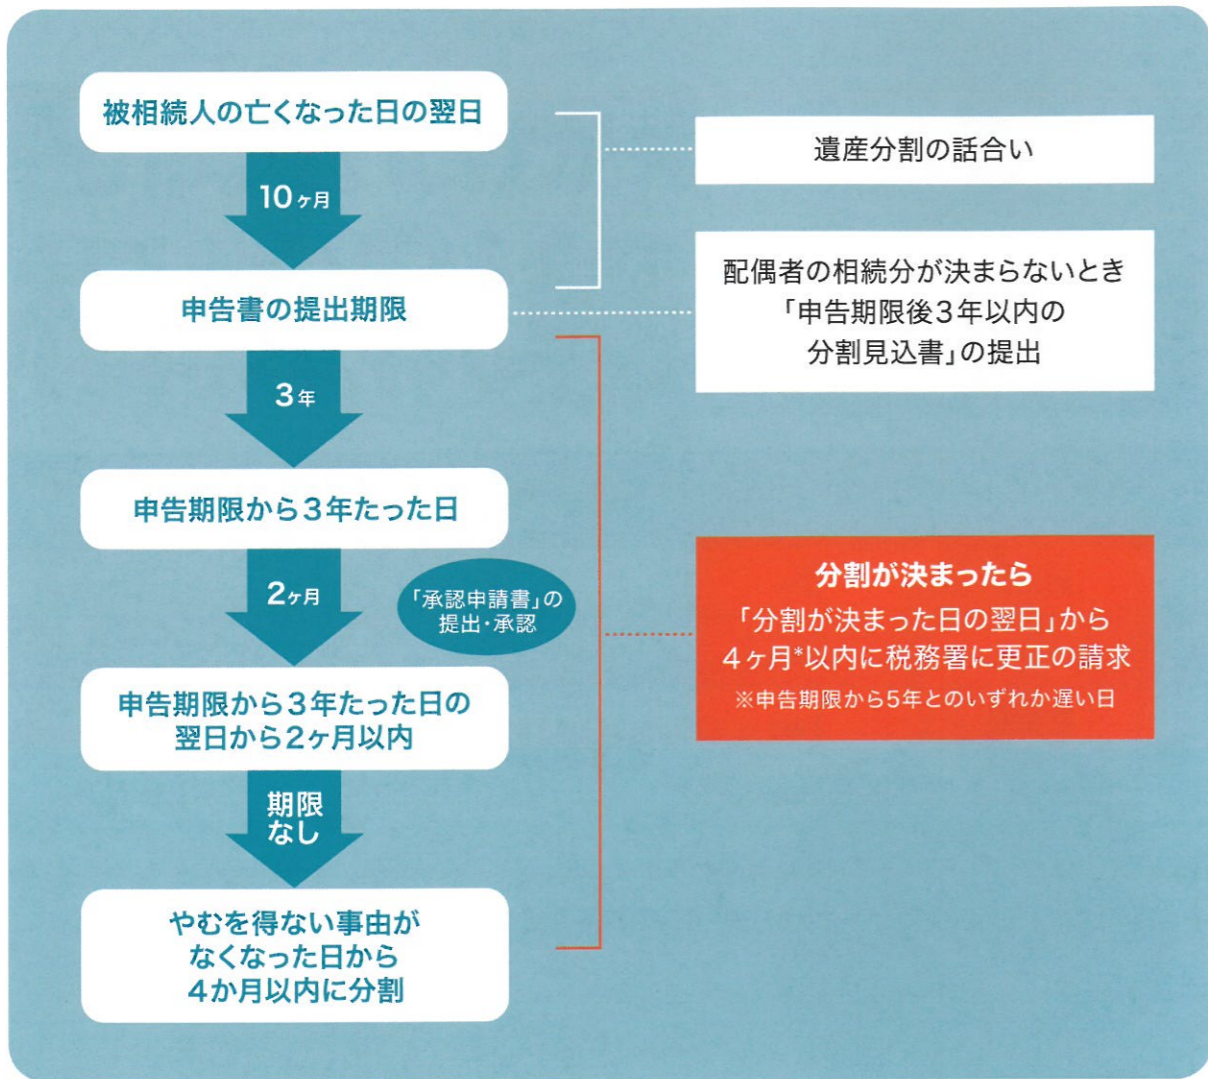 被相続人の亡くなった日の翌日
10ヶ月
遺産分割の話合い
申告書の提出期限
配偶者の相続分が決まらないとき
「申告期限後3年以内の
分割見込書」の提出
3年
申告期限から3年たった日
2ヶ月
「承認申請書」の
提出・承認
分割が決まったら
「分割が決まった日の翌日」から
4ヶ月*以内に税務署に更正の請求
※申告期限から5年とのいずれか遅い日
申告期限から3年たった日の
翌日から2ヶ月以内
期限
なし
やむを得ない事由が
なくなった日から
4か月以内に分割